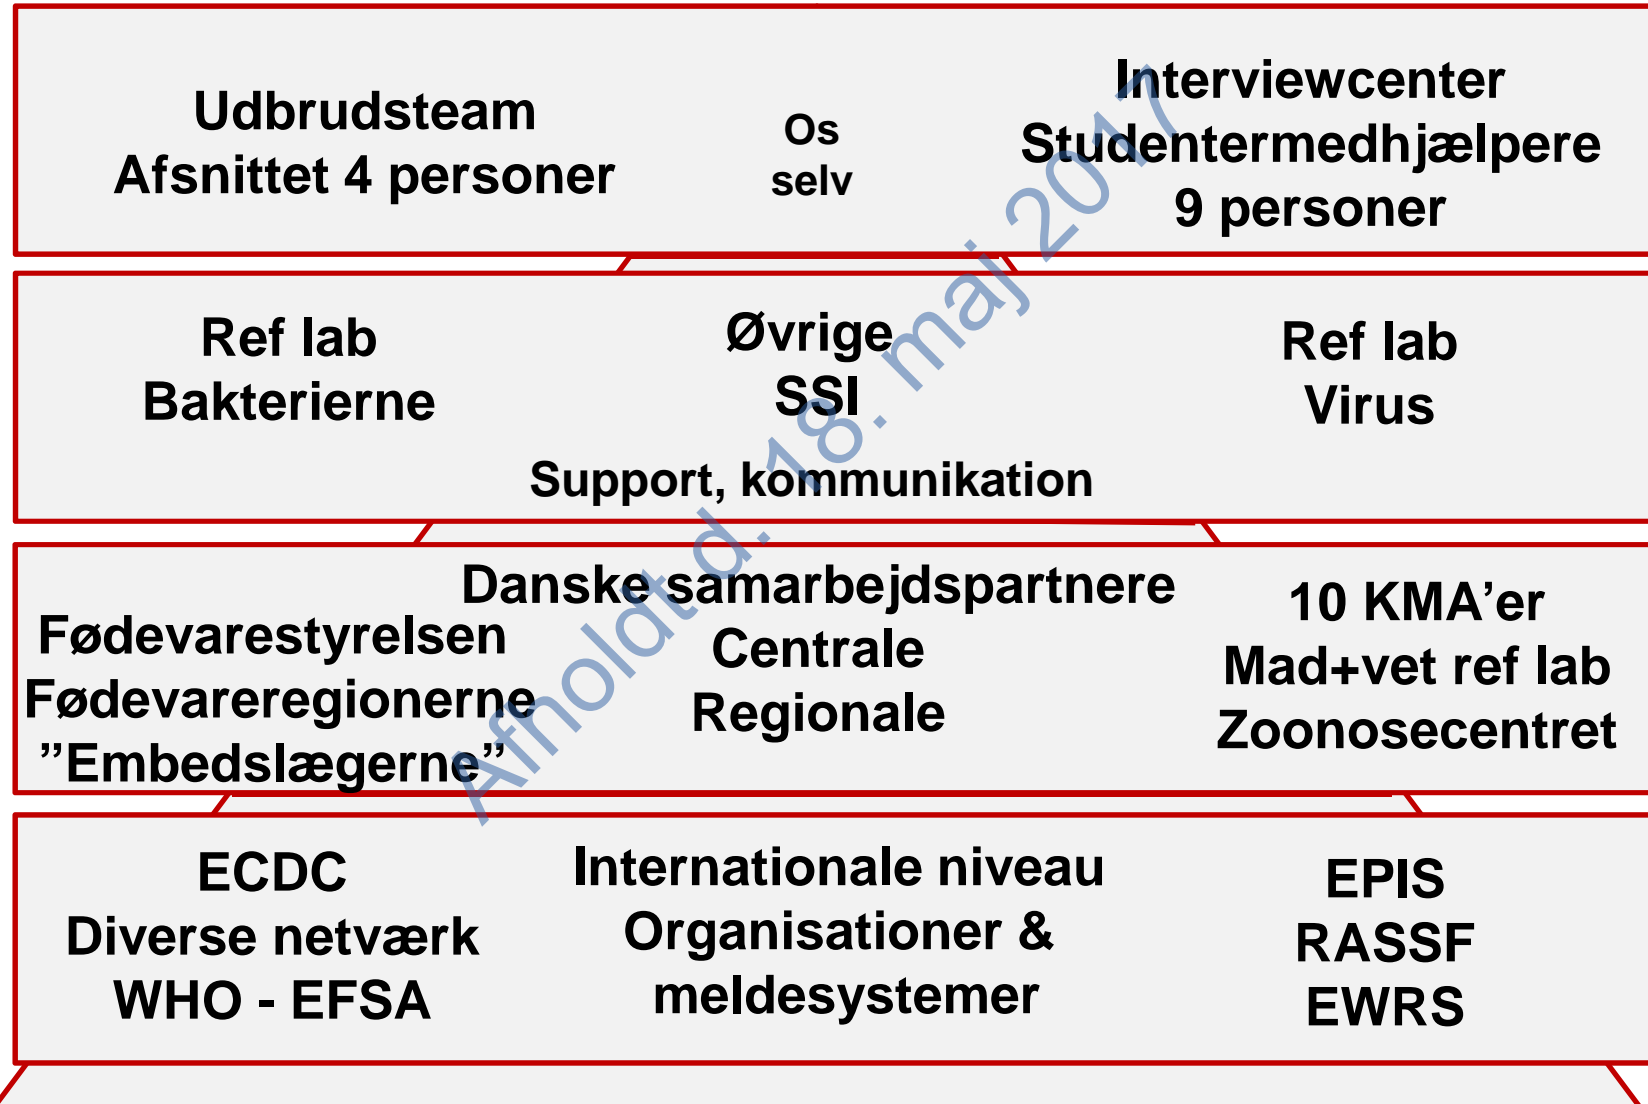 Udbrudsteam
Afsnittet 4 personer
Os
selv
Interviewcenter
Studentermedhjælpere
9 personer
Ref lab
Bakterierne
Øvrige
SSI
Support, kommunikation
Ref lab
Virus
Fødevarestyrelsen
Fødevareregionerne
”Embedslægerne”
Danske samarbejdspartnere
Centrale
Regionale
10 KMA’er
Mad+vet ref lab
Zoonosecentret
ECDC
Diverse netværk
WHO - EFSA
Internationale niveau
Organisationer &
meldesystemer
EPIS
RASSF
EWRS
Afholdt d. 18. maj 2017